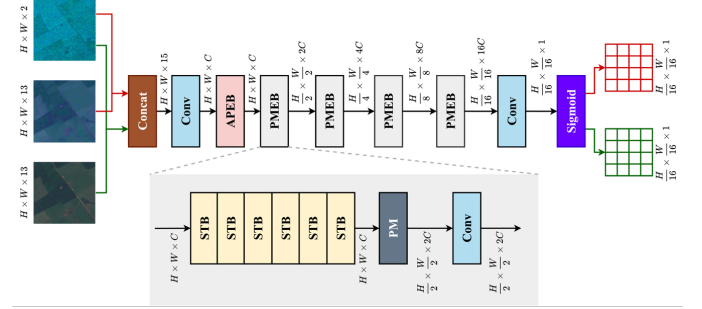 H × W × 2
H × W × 13
H × W × 13
Concat
H × W × 15
Conv
H × W × C
APEB
H × W × C
PMEB
H/2 × W/2 × 2C
PMEB
H/4 × W/4 × 4C
PMEB
H/8 × W/8 × 8C
PMEB
H/16 × W/16 × 16C
Conv
H/16 × W/16 × 1
Sigmoid
H/16 × W/16 × 1
H/16 × W/16 × 1
H × W × C
STB
STB
STB
STB
STB
STB
H × W × C
PM
H/2 × W/2 × 2C
Conv
H/2 × W/2 × 2C